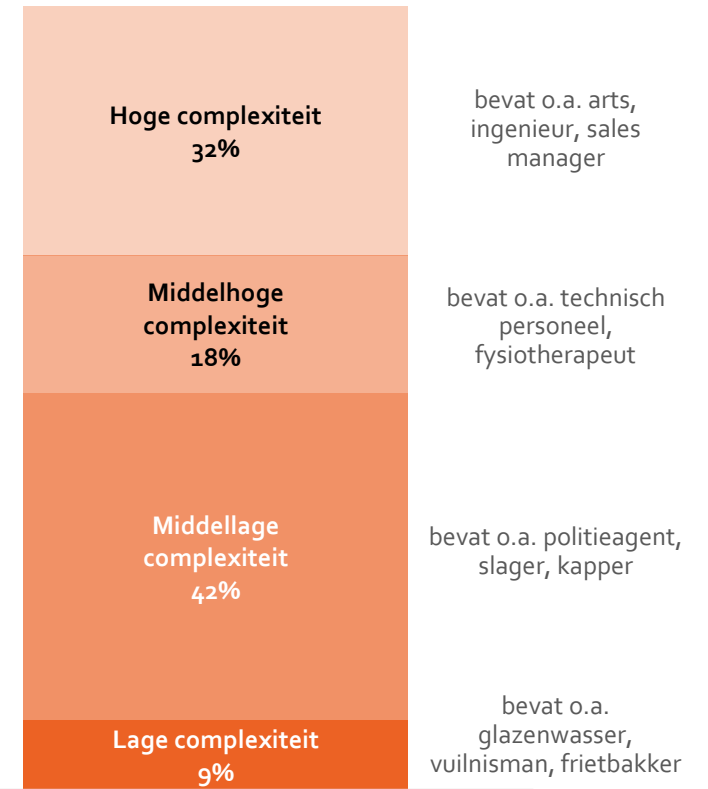 Hoge complexiteit
32%
bevat o.a. arts,
ingenieur, sales
manager
Middelhoge
complexiteit
18%
bevat o.a. technisch
personeel,
fysiotherapeut
Middellage
complexiteit
42%
bevat o.a. politieagent,
slager, kapper
Lage complexiteit
9%
bevat o.a.
glazenwasser,
vuilnisman, frietbakker